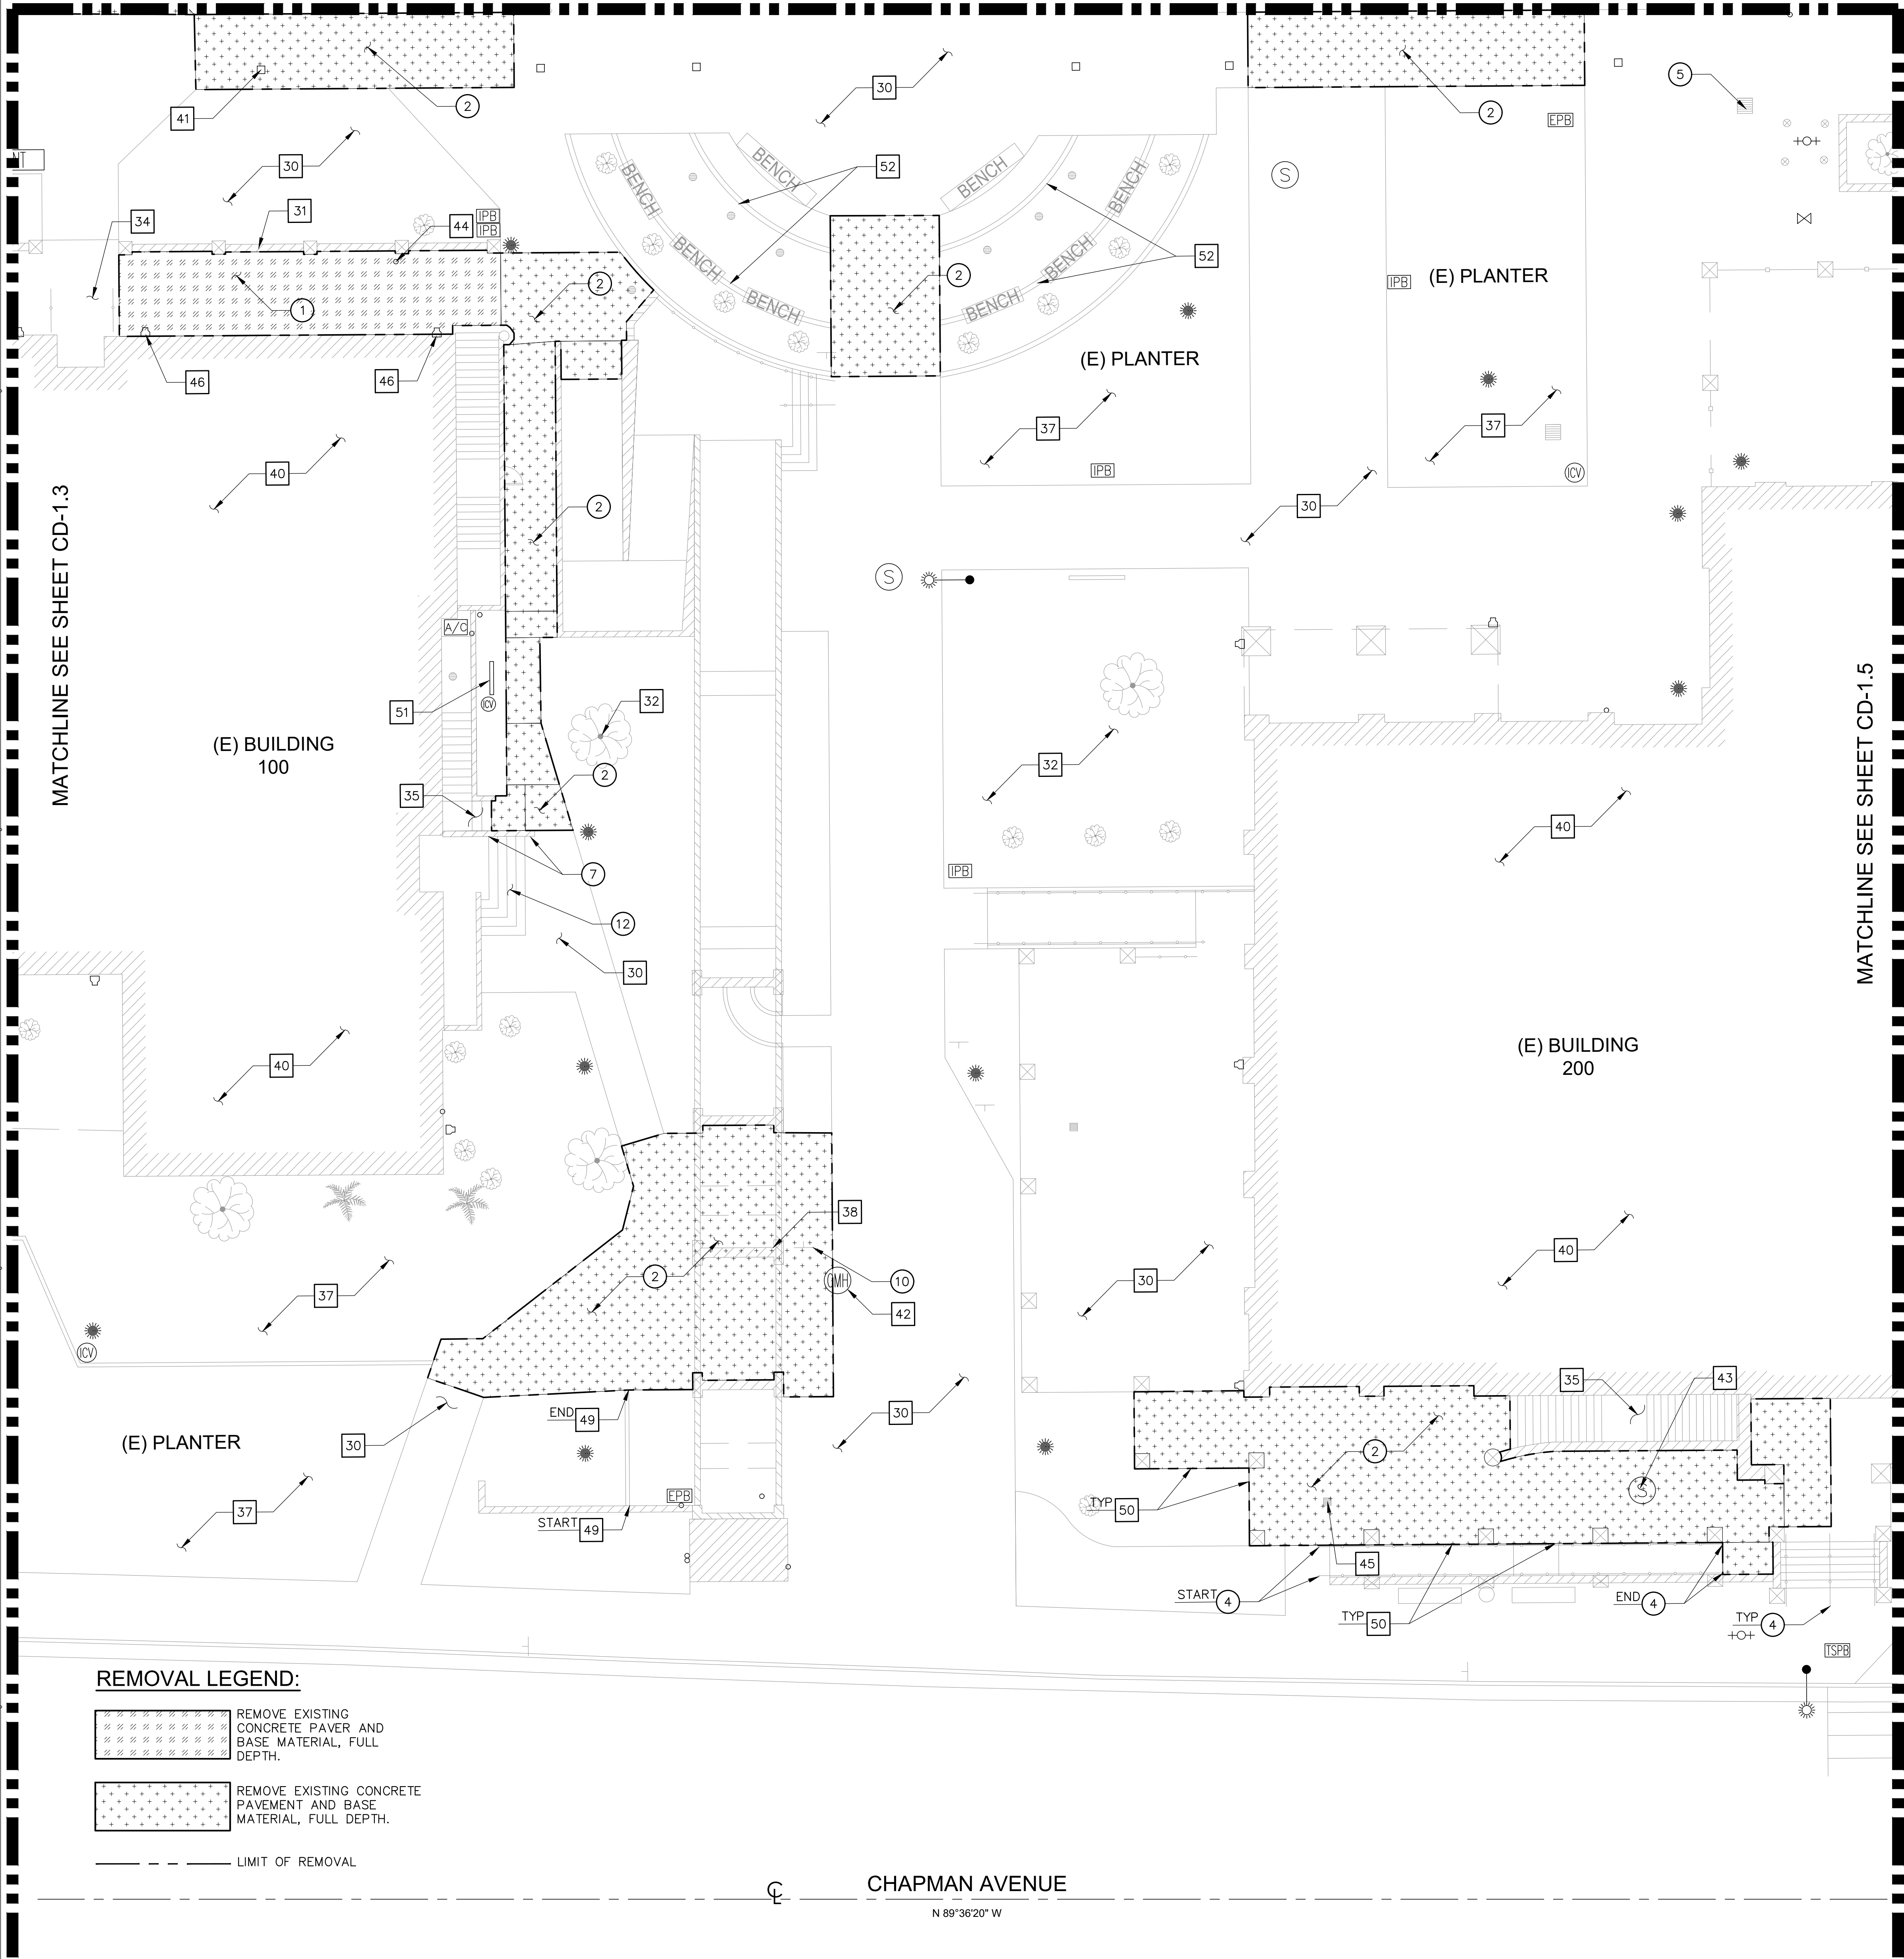 2
41
30
2
5
EPB
NT
30
52
S
34
31
44
IPB
IPB
BENCH
BENCH
BENCH
BENCH
BENCH
BENCH
BENCH
BENCH
52
1
2
2
IPB
(E) PLANTER
(E) PLANTER
46
46
37
37
40
IPB
ICV
2
30
MATCHLINE SEE SHEET CD-1.3
S
A/C
51
ICV
32
(E) BUILDING
100
32
MATCHLINE SEE SHEET CD-1.5
35
2
40
7
IPB
12
30
40
(E) BUILDING
200
38
2
10
GMH
42
37
30
40
ICV
35
43
(E) PLANTER
30
END 49
30
2
S
37
EPB
START 49
TYP 50
45
START 4
TYP 50
END 4
TYP 4
TSPB
REMOVAL LEGEND:
REMOVE EXISTING
CONCRETE PAVER AND
BASE MATERIAL, FULL
DEPTH.
REMOVE EXISTING CONCRETE
PAVEMENT AND BASE
MATERIAL, FULL DEPTH.
LIMIT OF REMOVAL
CL
CHAPMAN AVENUE
N 89°36'20" W